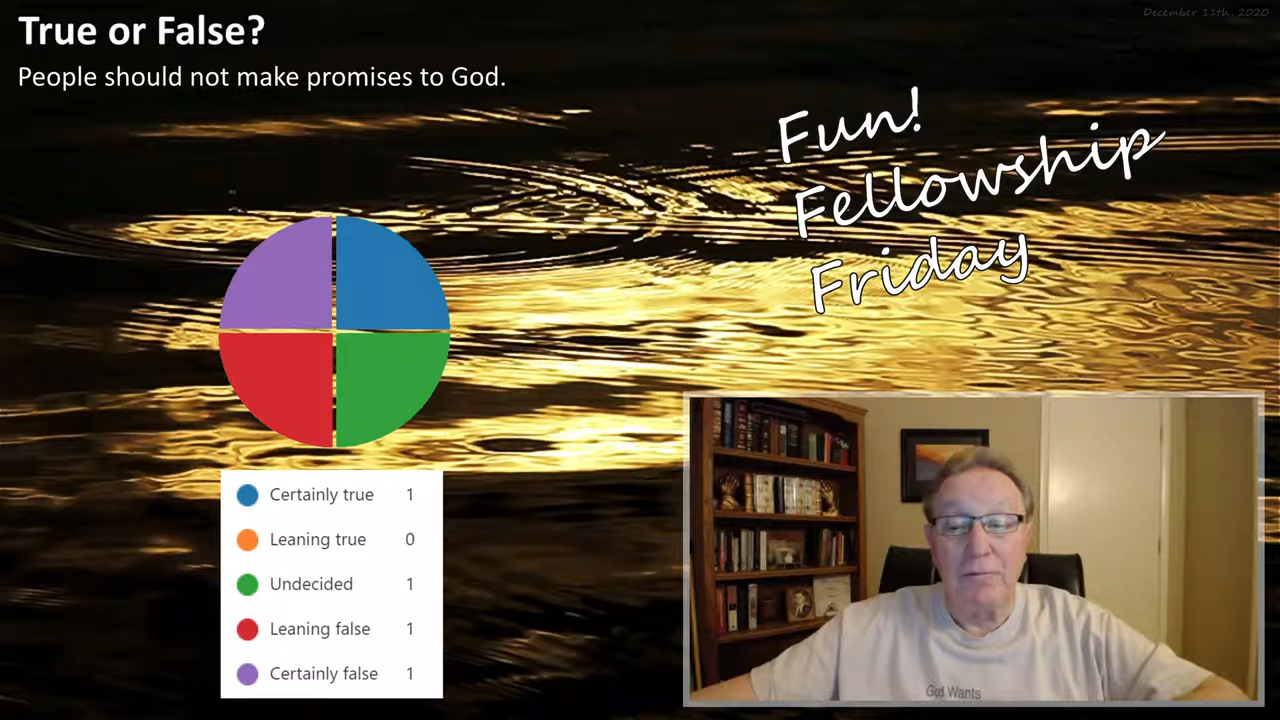 True or False?
December 11th, 2020
People should not make promises to God.
Fun!
Fellowship
Friday
Certainly true 1
Leaning true 0
Undecided 1
Leaning false 1
Certainly false 1
God Wants